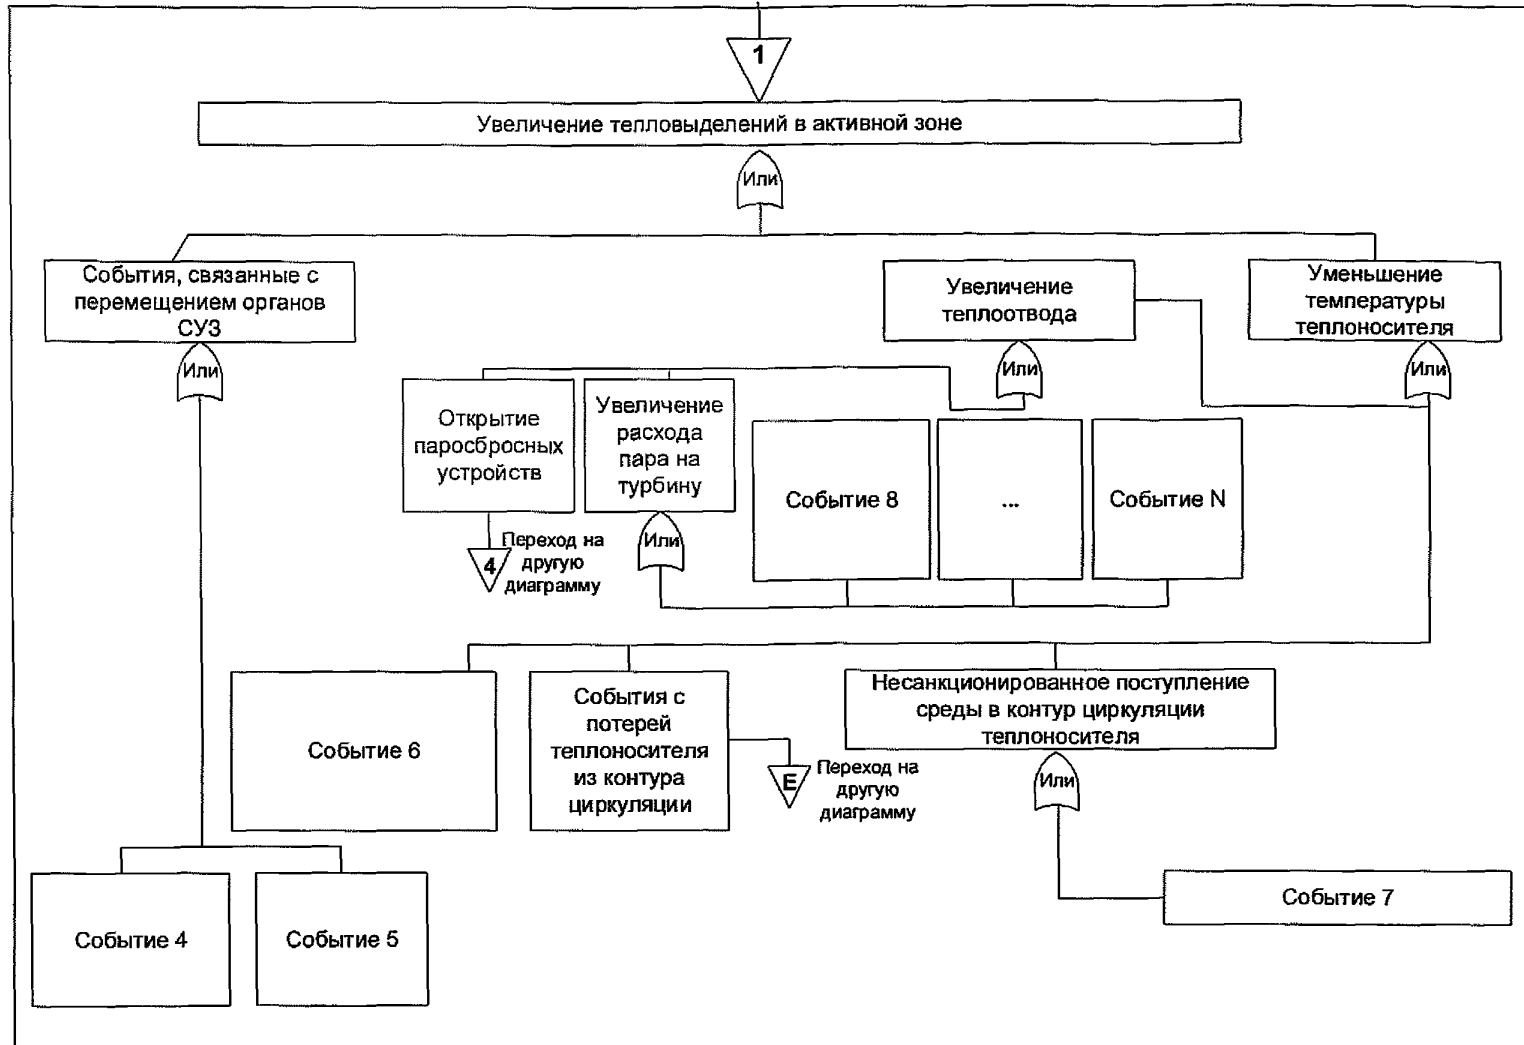 1
Увеличение тепловыделений в активной зоне
Или
События, связанные с
перемещением органов
СУЗ
Увеличение
теплоотвода
Уменьшение
температуры
теплоносителя
Или
Или
Или
Открытие
паросбросных
устройств
Увеличение
расхода
пара на
турбину
Событие 8
...
Событие N
4
Переход на
другую
диаграмму
Или
Событие 6
События с
потерей
теплоносителя
из контура
циркуляции
Несанкционированное поступление
среды в контур циркуляции
теплоносителя
E
Переход на
другую
диаграмму
Или
Событие 4
Событие 5
Событие 7